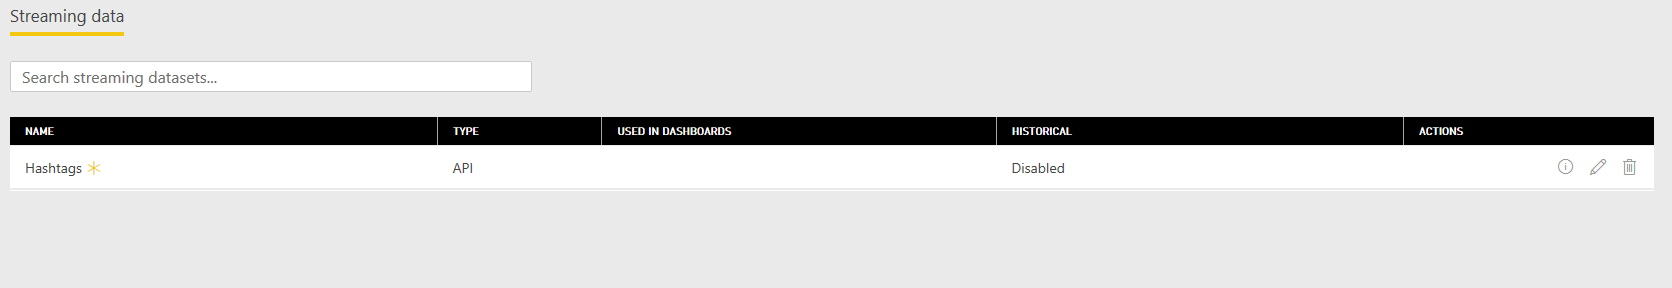 Streaming data
Search streaming datasets...
NAME TYPE USED IN DASHBOARDS HISTORICAL ACTIONS
Hashtags API Disabled